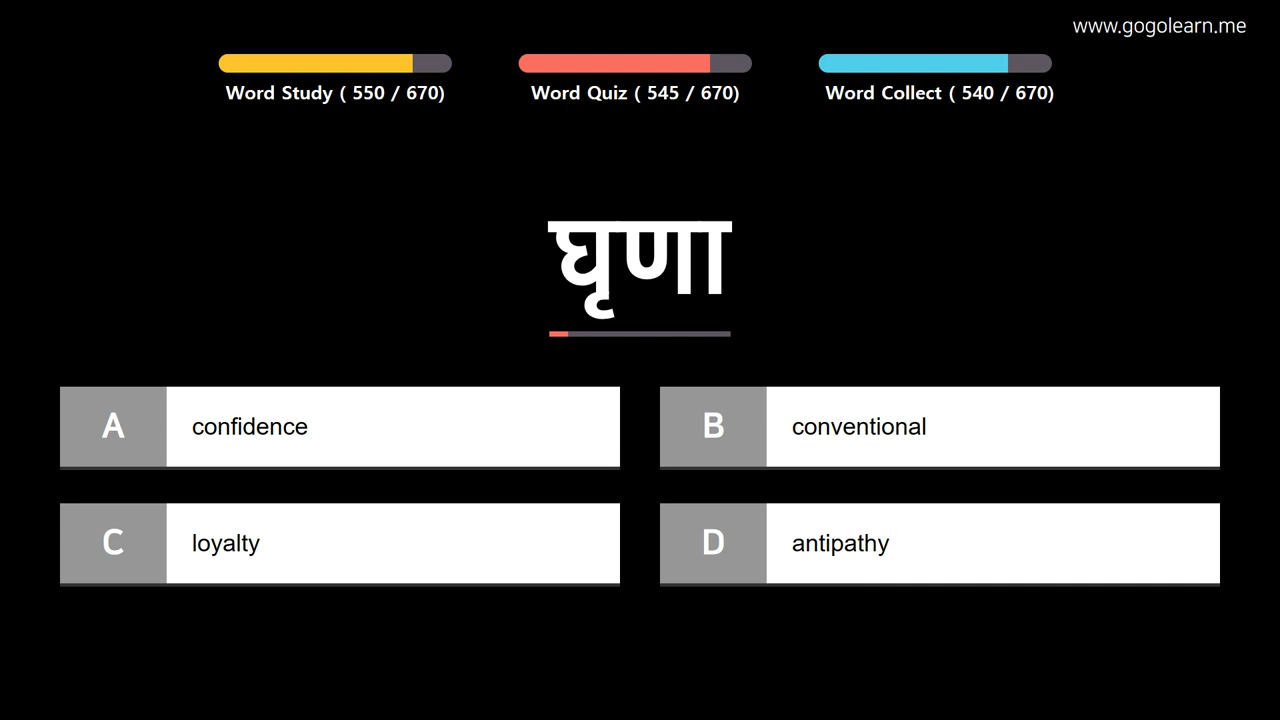 www.gogolearn.me
Word Study ( 550 / 670)
Word Quiz ( 545 / 670)
Word Collect ( 540 / 670)
घृणा
A confidence
B conventional
C loyalty
D antipathy